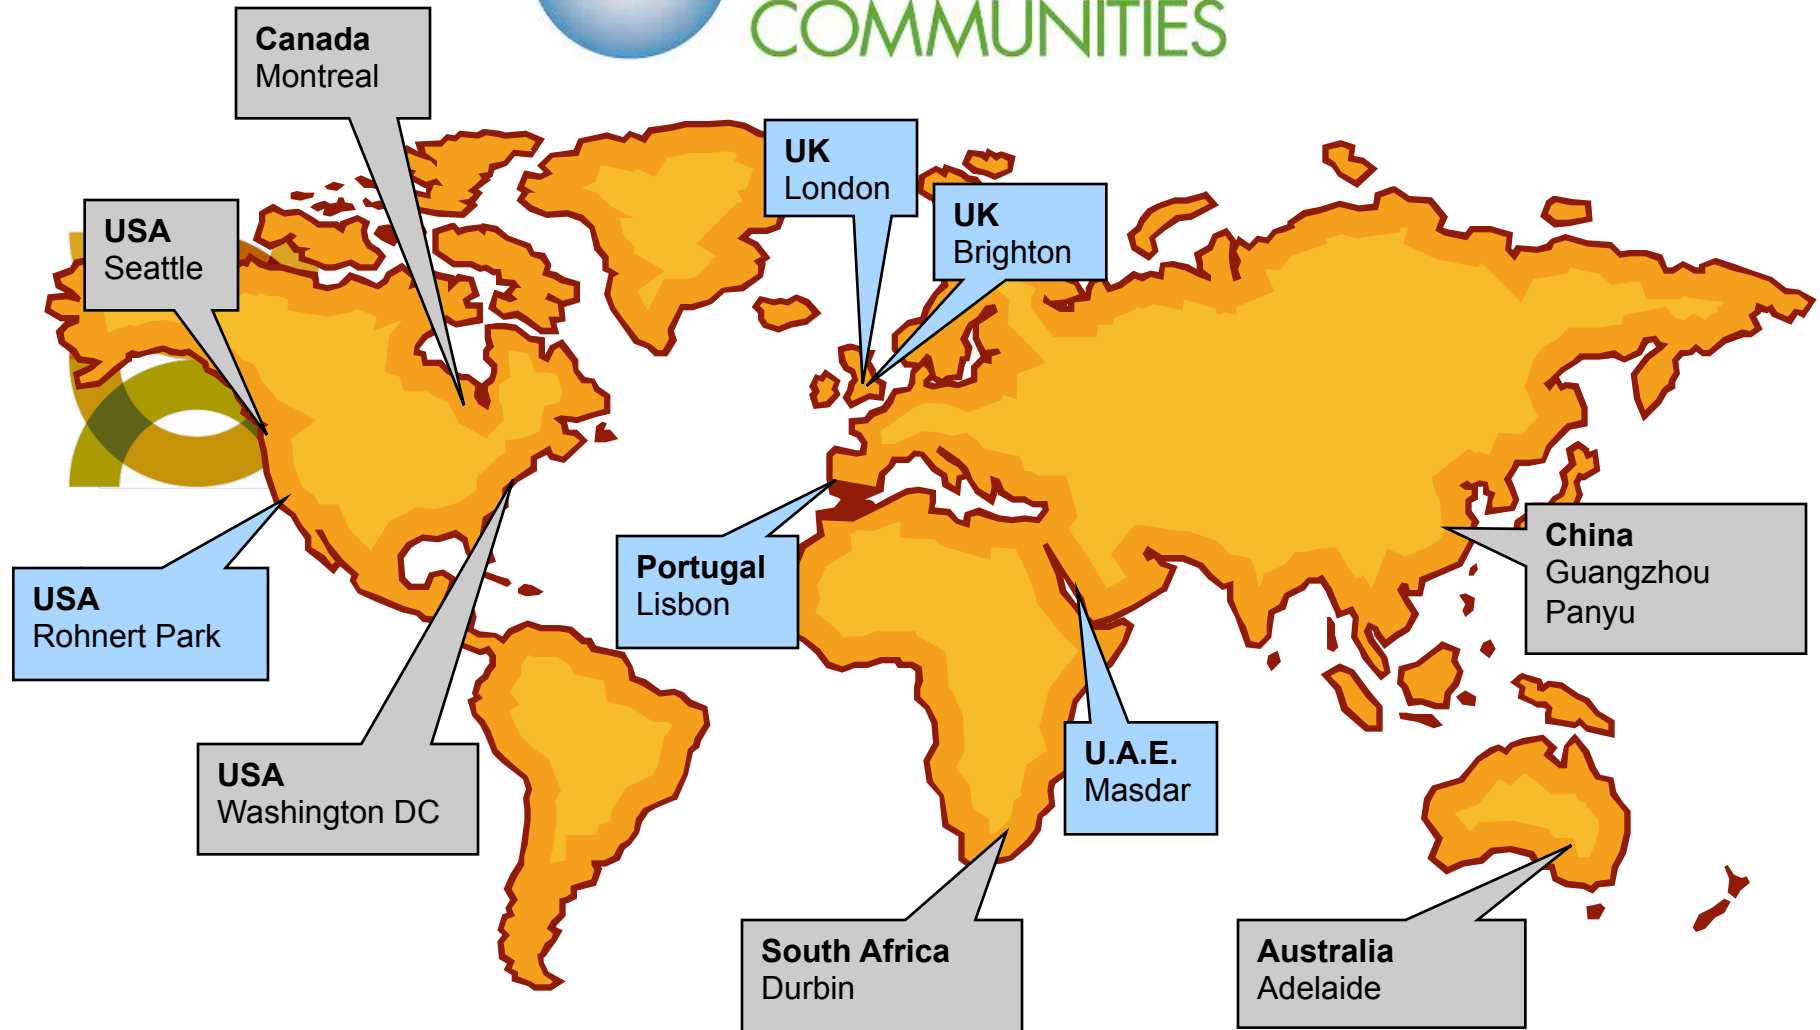 COMMUNITIES
Canada
Montreal
UK
London
UK
Brighton
USA
Seattle
USA
Rohnert Park
Portugal
Lisbon
China
Guangzhou
Panyu
USA
Washington DC
U.A.E.
Masdar
South Africa
Durbin
Australia
Adelaide